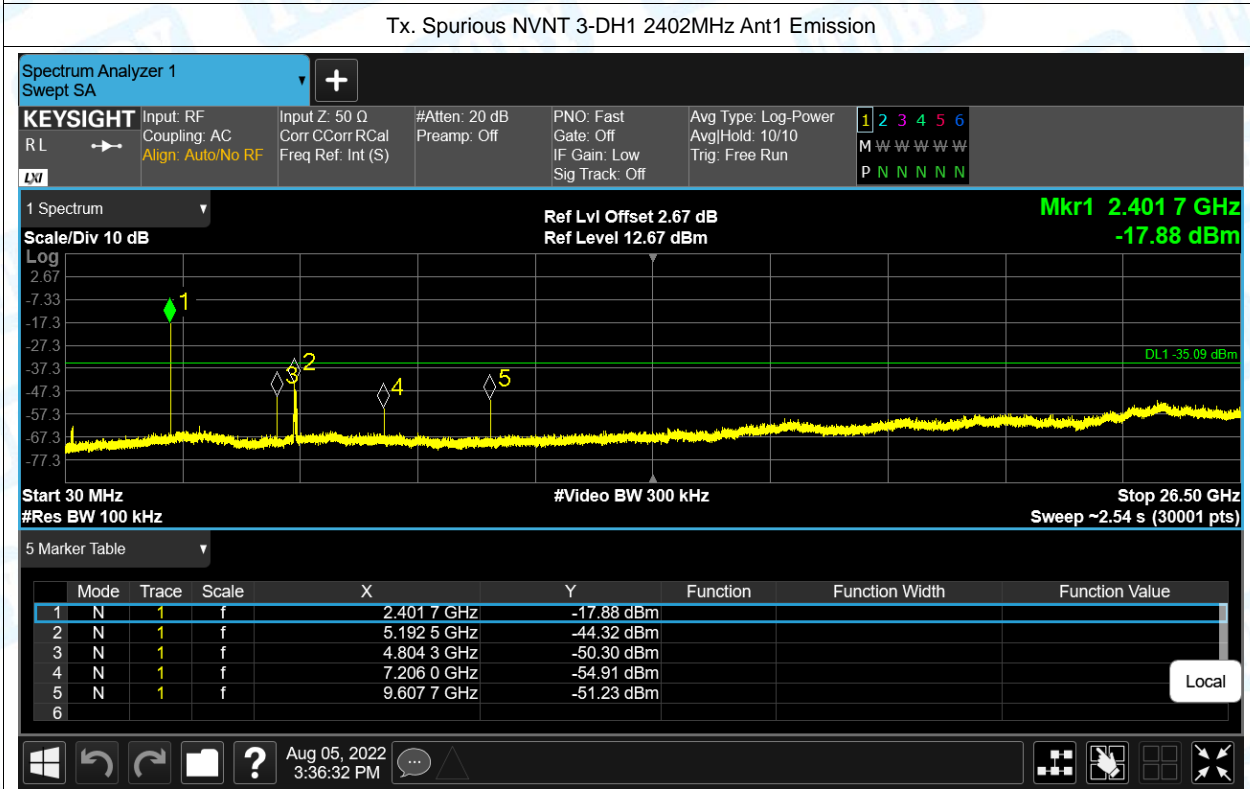 Tx. Spurious NVNT 3-DH1 2402MHz Ant1 Emission
Spectrum Analyzer 1
Swept SA
KEYSIGHT
RL
LXI
Input: RF
Coupling: AC
Align: Auto/No RF
Input Z: 50 Ω
Corr CCorr RCal
Freq Ref: Int (S)
#Atten: 20 dB
Preamp: Off
PNO: Fast
Gate: Off
IF Gain: Low
Sig Track: Off
Avg Type: Log-Power
Avg|Hold: 10/10
Trig: Free Run
1 2 3 4 5 6
M W W W W W
P N N N N N
1 Spectrum
Scale/Div 10 dB
Ref Lvl Offset 2.67 dB
Ref Level 12.67 dBm
Mkr1 2.401 7 GHz
-17.88 dBm
Log
2.67
-7.33
-17.3
-27.3
-37.3
-47.3
-57.3
-67.3
-77.3
1
2
3
4
5
DL1 -35.09 dBm
Start 30 MHz
#Video BW 300 kHz
Stop 26.50 GHz
#Res BW 100 kHz
Sweep ~2.54 s (30001 pts)
5 Marker Table
Mode Trace Scale X Y Function Function Width Function Value
1 N 1 f 2.401 7 GHz -17.88 dBm
2 N 1 f 5.192 5 GHz -44.32 dBm
3 N 1 f 4.804 3 GHz -50.30 dBm
4 N 1 f 7.206 0 GHz -54.91 dBm
5 N 1 f 9.607 7 GHz -51.23 dBm
6
Local
?
Aug 05, 2022
3:36:32 PM